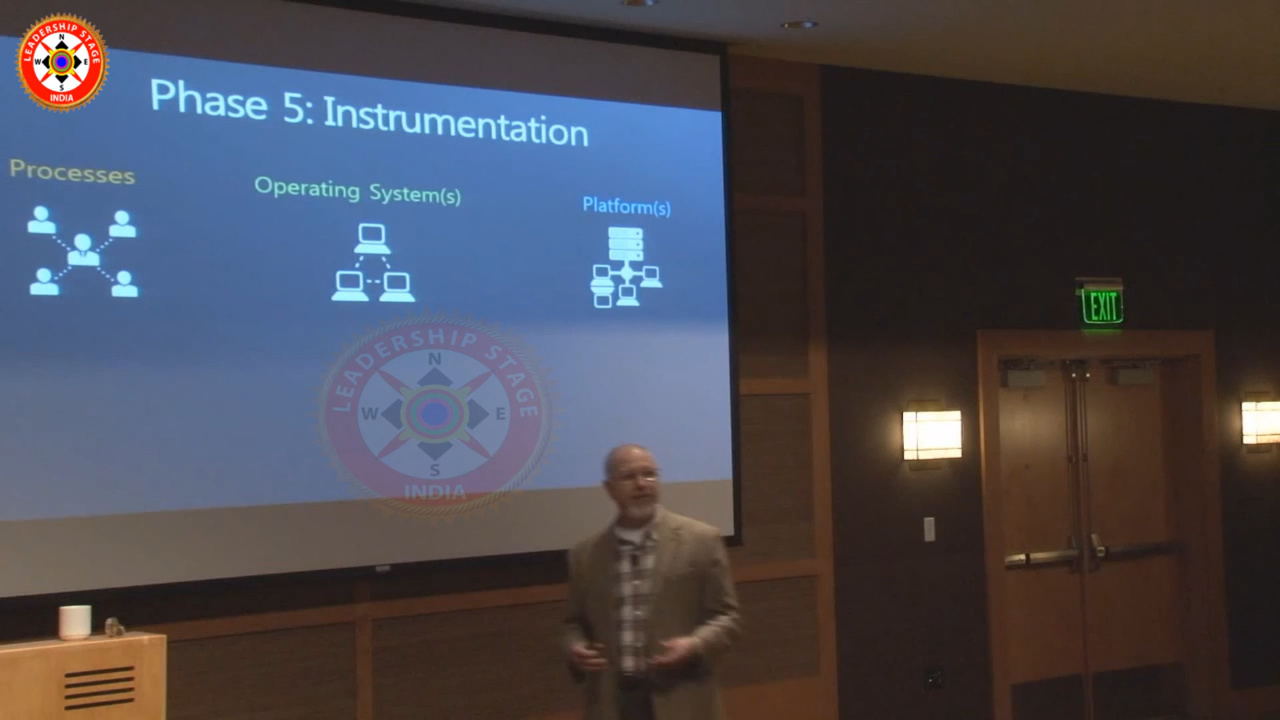 LEADERSHIP STAGE
N
W E
S
INDIA
Phase 5: Instrumentation
Processes
Operating System(s)
Platform(s)
EXIT
LEADERSHIP STAGE
N
W E
S
INDIA